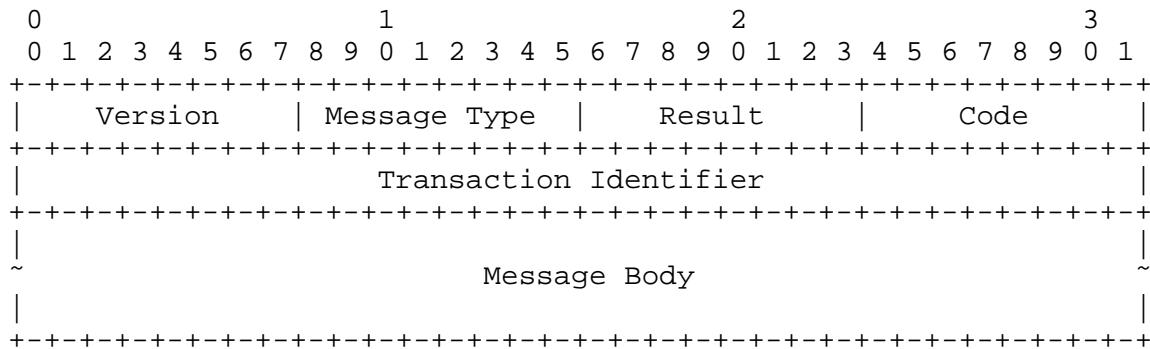 0                   1                   2                   3
 0 1 2 3 4 5 6 7 8 9 0 1 2 3 4 5 6 7 8 9 0 1 2 3 4 5 6 7 8 9 0 1
+-+-+-+-+-+-+-+-+-+-+-+-+-+-+-+-+-+-+-+-+-+-+-+-+-+-+-+-+-+-+-+-+
|    Version    | Message Type  |    Result     |     Code      |
+-+-+-+-+-+-+-+-+-+-+-+-+-+-+-+-+-+-+-+-+-+-+-+-+-+-+-+-+-+-+-+-+
|                    Transaction Identifier                     |
+-+-+-+-+-+-+-+-+-+-+-+-+-+-+-+-+-+-+-+-+-+-+-+-+-+-+-+-+-+-+-+-+
|                                                               |
~                          Message Body                         ~
|                                                               |
+-+-+-+-+-+-+-+-+-+-+-+-+-+-+-+-+-+-+-+-+-+-+-+-+-+-+-+-+-+-+-+-+